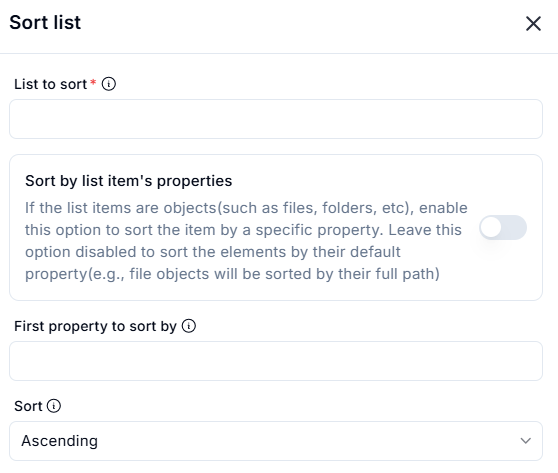 Sort list
List to sort *
Sort by list item's properties
If the list items are objects(such as files, folders, etc), enable
this option to sort the item by a specific property. Leave this
option disabled to sort the elements by their default
property(e.g., file objects will be sorted by their full path)
First property to sort by
Sort
Ascending